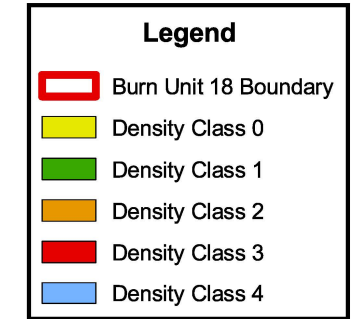 Legend
Burn Unit 18 Boundary
Density Class 0
Density Class 1
Density Class 2
Density Class 3
Density Class 4